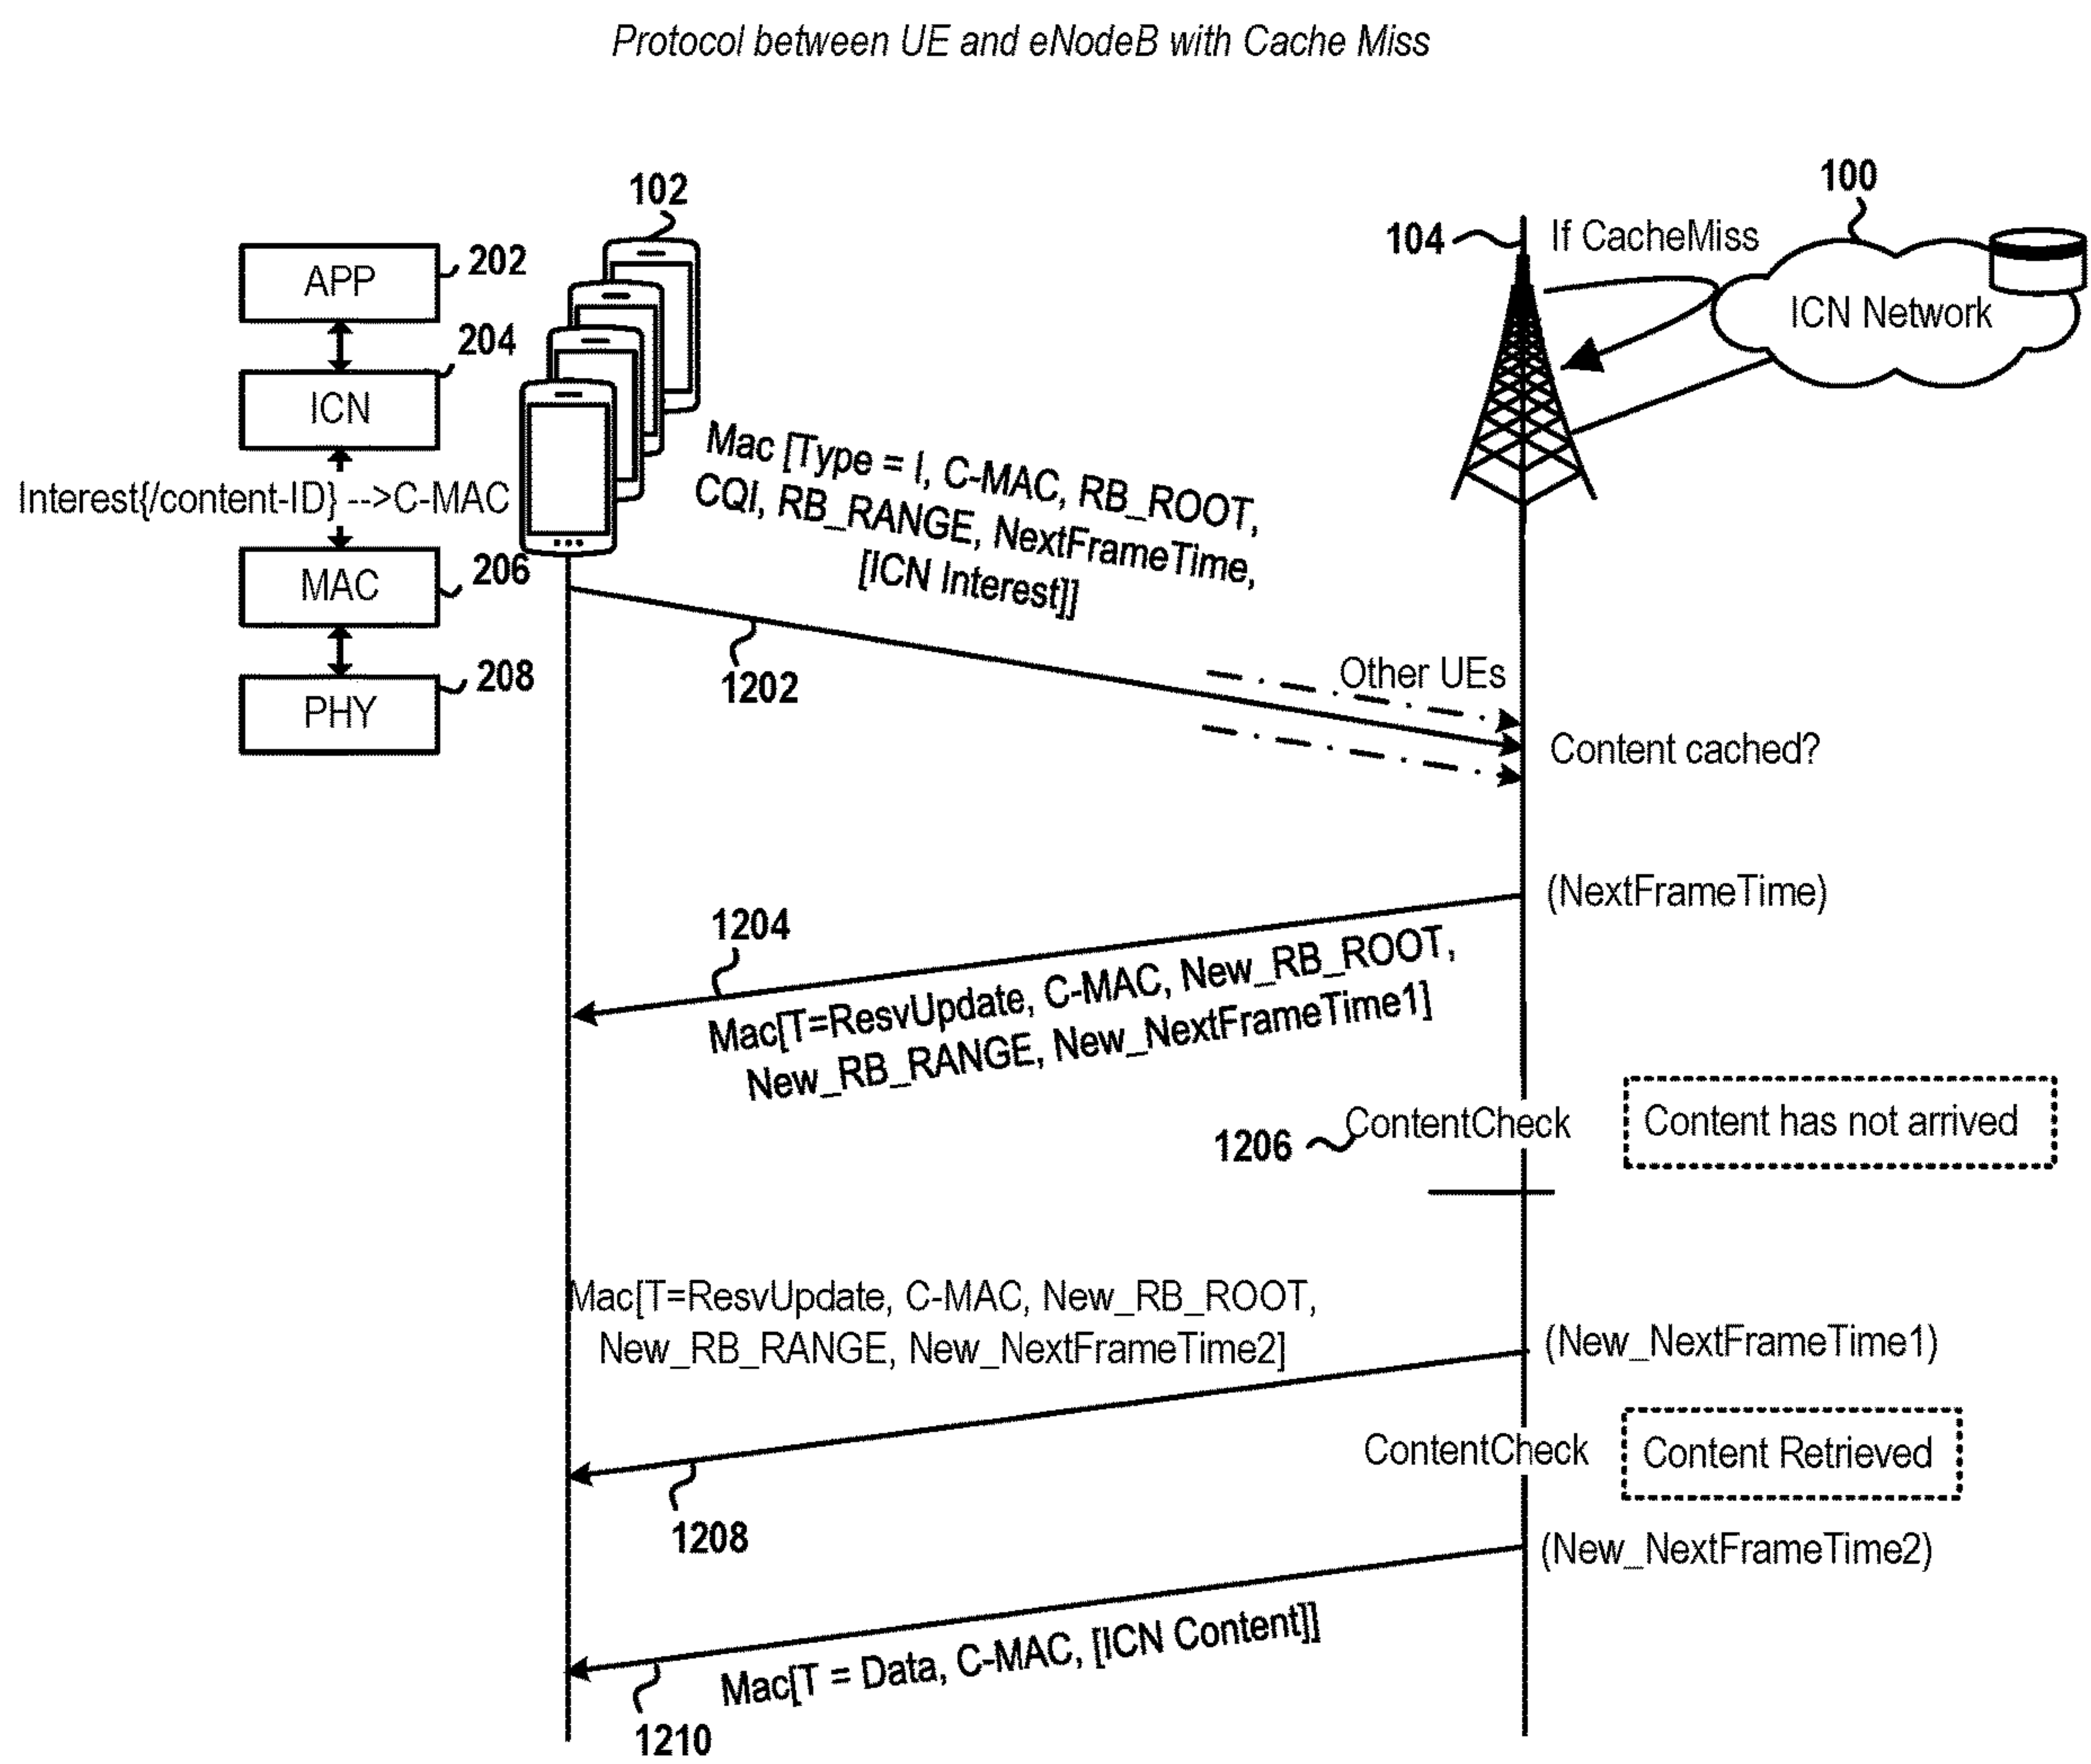 Protocol between UE and eNodeB with Cache Miss
102
100
104
If CacheMiss
ICN Network
APP
202
204
ICN
Interest{/content-ID} -->C-MAC
MAC
206
PHY
208
Mac [Type = I, C-MAC, RB_ROOT,
CQI, RB_RANGE, NextFrameTime,
[ICN Interest]]
1202
Other UEs
Content cached?
(NextFrameTime)
1204
Mac[T=ResvUpdate, C-MAC, New_RB_ROOT,
New_RB_RANGE, New_NextFrameTime1]
1206
ContentCheck
Content has not arrived
Mac[T=ResvUpdate, C-MAC, New_RB_ROOT,
New_RB_RANGE, New_NextFrameTime2]
(New_NextFrameTime1)
ContentCheck
Content Retrieved
1208
(New_NextFrameTime2)
Mac[T = Data, C-MAC, [ICN Content]]
1210